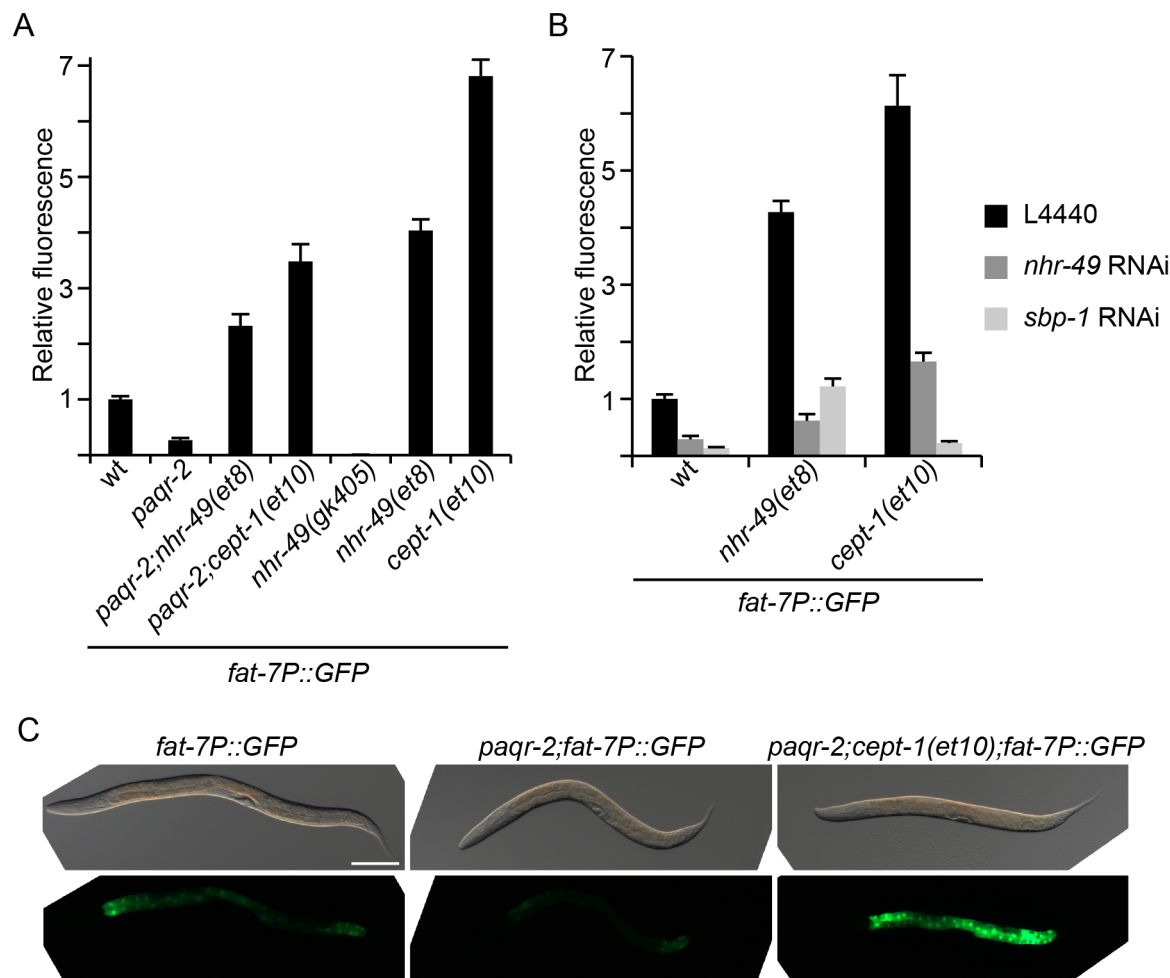 A
Relative fluorescence
7
5
3
1
wt
paqr-2
paqr-2;nhr-49(et8)
paqr-2;cept-1(et10)
nhr-49(gk405)
nhr-49(et8)
cept-1(et10)
fat-7P::GFP
B
Relative fluorescence
7
5
3
1
wt
nhr-49(et8)
cept-1(et10)
fat-7P::GFP
L4440
nhr-49 RNAi
sbp-1 RNAi
C
fat-7P::GFP
paqr-2;fat-7P::GFP
paqr-2;cept-1(et10);fat-7P::GFP